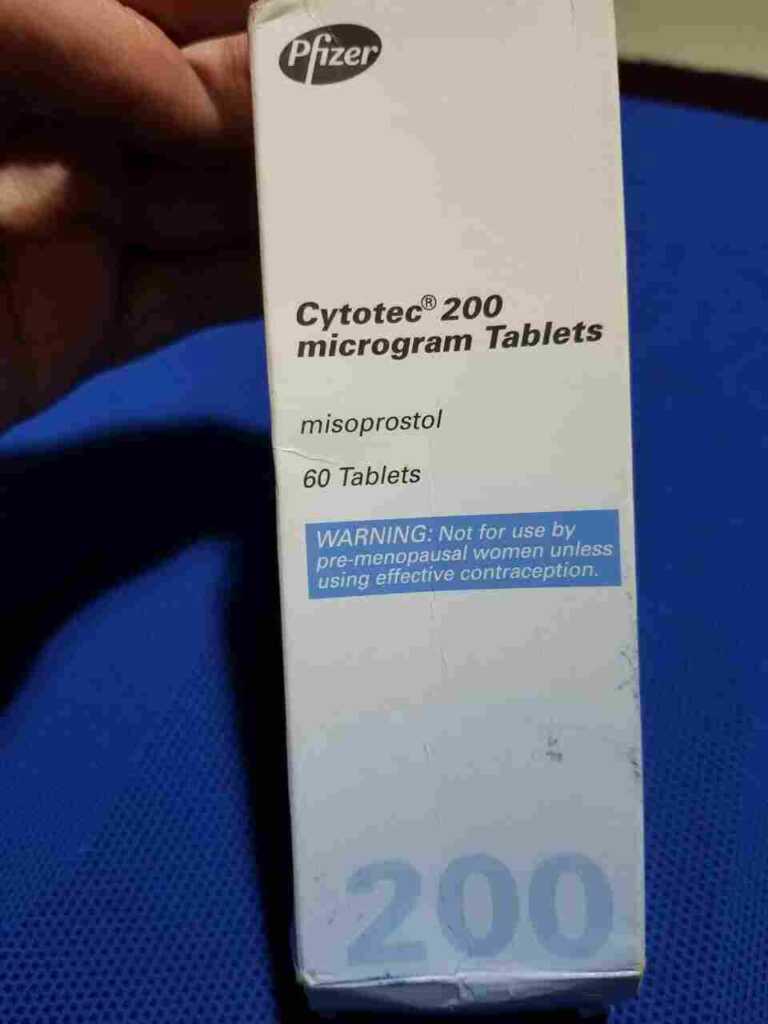 Pfizer
Cytotec® 200
microgram Tablets
misoprostol
60 Tablets
WARNING: Not for use by
pre-menopausal women unless
using effective contraception.
200